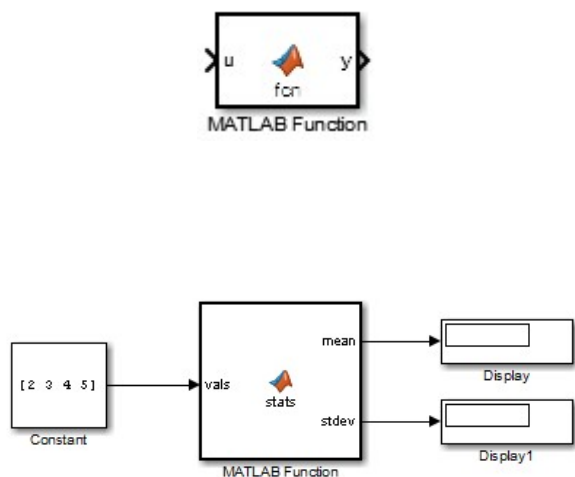 u fcn y
MATLAB Function
mean
Display
[2 3 4 5]
vals
stats
stdev
Constant
Display1
MATLAB Function